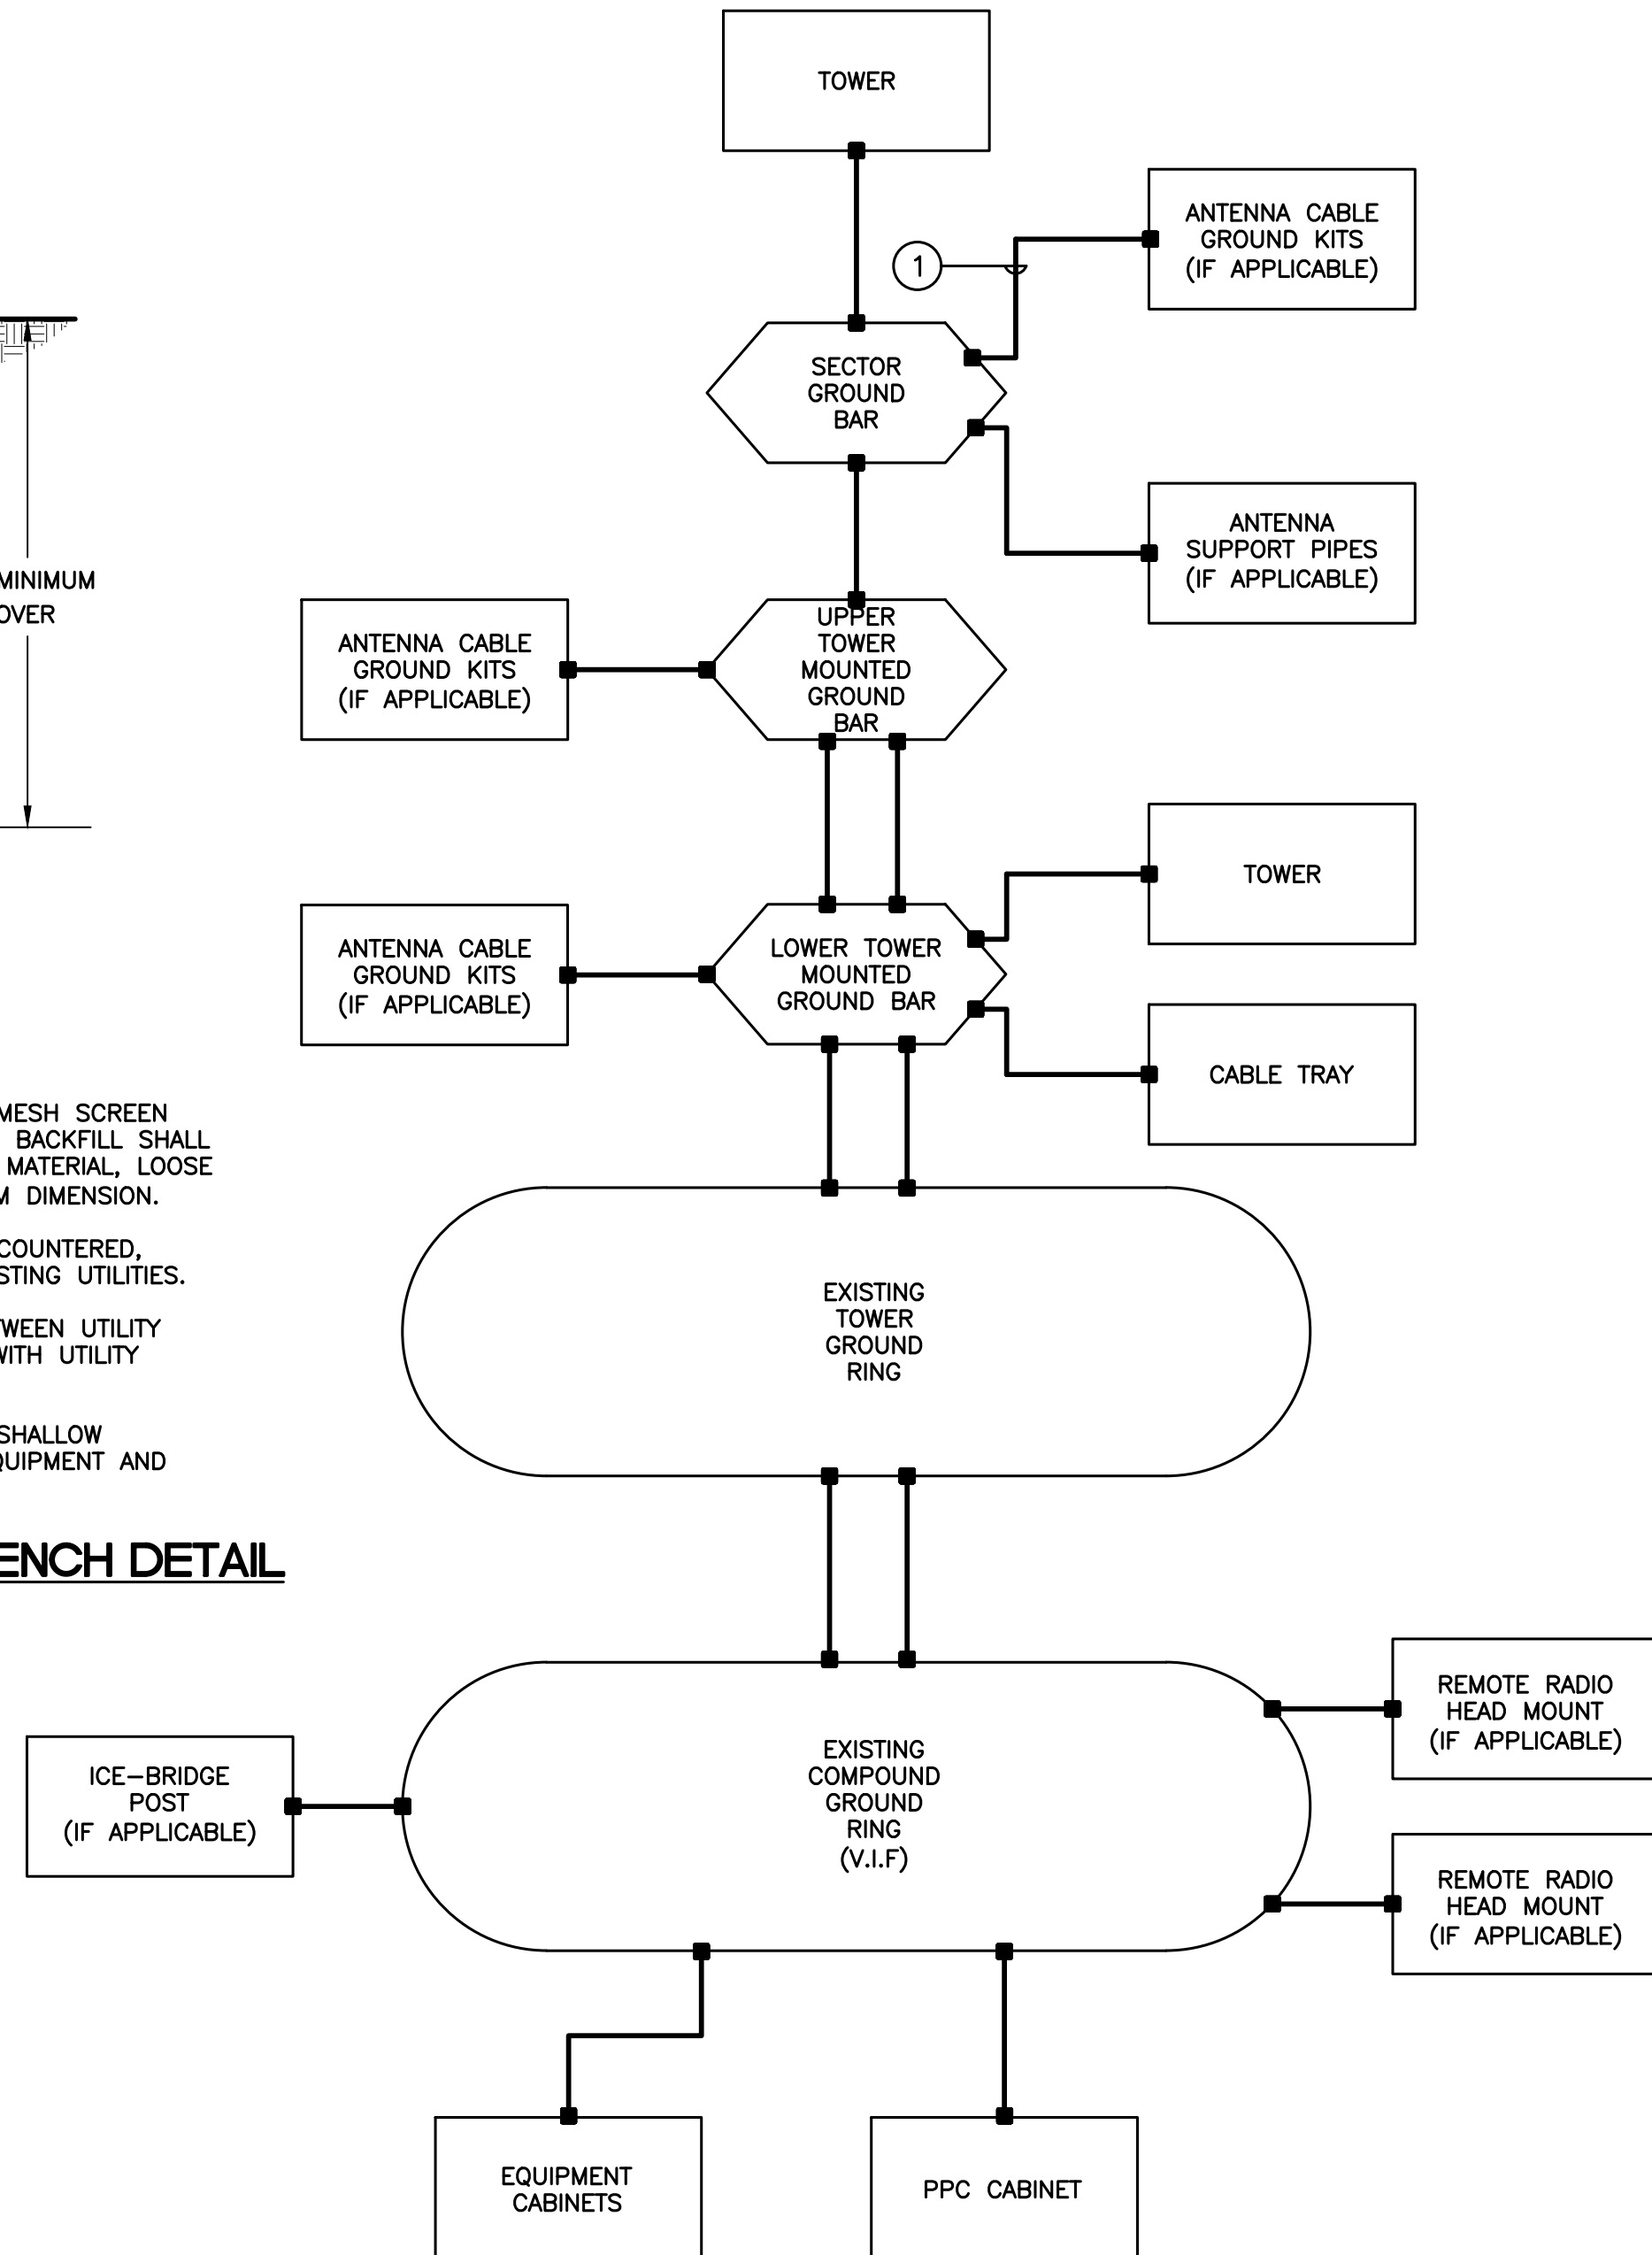 TOWER
ANTENNA CABLE
GROUND KITS
(IF APPLICABLE)
1
SECTOR
GROUND
BAR
ANTENNA
SUPPORT PIPES
(IF APPLICABLE)
MINIMUM
OVER
ANTENNA CABLE
GROUND KITS
(IF APPLICABLE)
UPPER
TOWER
MOUNTED
GROUND
BAR
TOWER
ANTENNA CABLE
GROUND KITS
(IF APPLICABLE)
LOWER TOWER
MOUNTED
GROUND BAR
CABLE TRAY
MESH SCREEN
BACKFILL SHALL
MATERIAL, LOOSE
M DIMENSION.
COUNTERED,
STING UTILITIES.
TWEEN UTILITY
WITH UTILITY
SHALLOW
QUIPMENT AND
EXISTING
TOWER
GROUND
RING
ENCH DETAIL
REMOTE RADIO
HEAD MOUNT
(IF APPLICABLE)
ICE-BRIDGE
POST
(IF APPLICABLE)
EXISTING
COMPOUND
GROUND
RING
(V.I.F)
REMOTE RADIO
HEAD MOUNT
(IF APPLICABLE)
EQUIPMENT
CABINETS
PPC CABINET